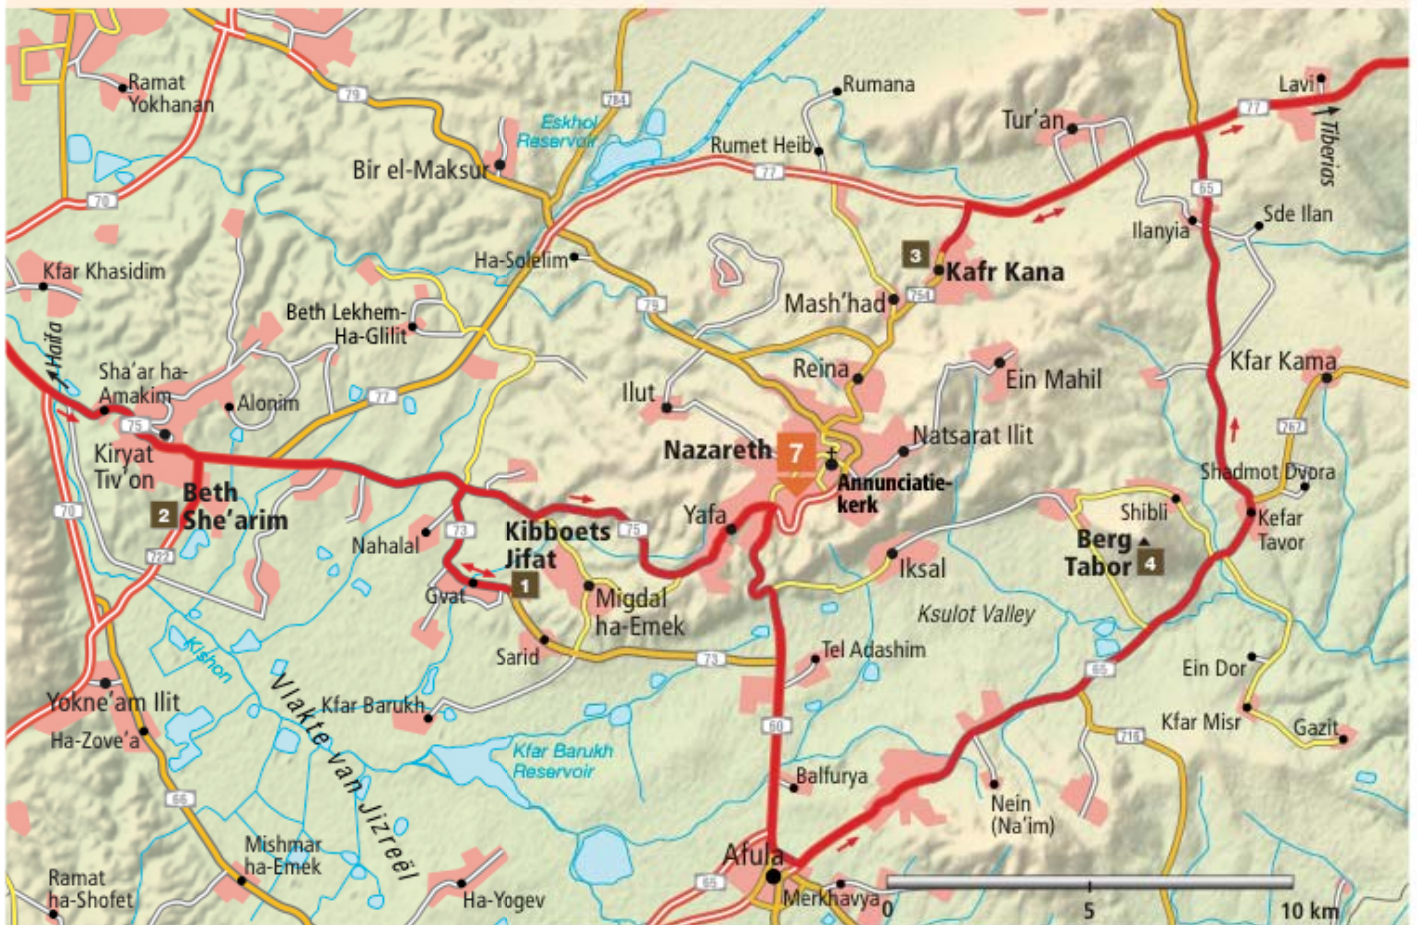 Ramat
Yokhanan
79
784
Eskhol
Reservoir
Rumana
Lavi
77
Tiberias
Tur'an
Bir el-Maksur
Rumet Heib
77
70
65
Ilanyia
Sde Ilan
Kfar Khasidim
Ha-Solelim
3
Kafr Kana
Mash'had
754
79
Beth Lekhem-
Ha-Glilit
Haifa
Sha'ar ha-
Amakim
Alonim
77
75
Ilut
Reina
Ein Mahil
Kfar Kama
767
Kiryat
Tiv'on
Nazareth
7
Natsarat Ilit
Annunciatie-
kerk
Shadmot Dvora
2
Beth
She'arim
70
722
Nahalal
73
Kibboets
Jifat
1
75
Yafa
Shibli
Kefar
Tavor
Berg
Tabor
4
Iksal
Gvat
Migdal
ha-Emek
Ksulot Valley
Sarid
73
Tel Adashim
65
Ein Dor
Kishon
Yokne'am Ilit
Ha-Zove'a
Kfar Barukh
Vlakte van Jizreël
60
716
Kfar Misr
Gazit
Kfar Barukh
Reservoir
Balfurya
Nein
(Na'im)
66
Mishmar
ha-Emek
Ramat
ha-Shofet
Ha-Yogev
Afula
65
Merkhavya
0
5
10 km